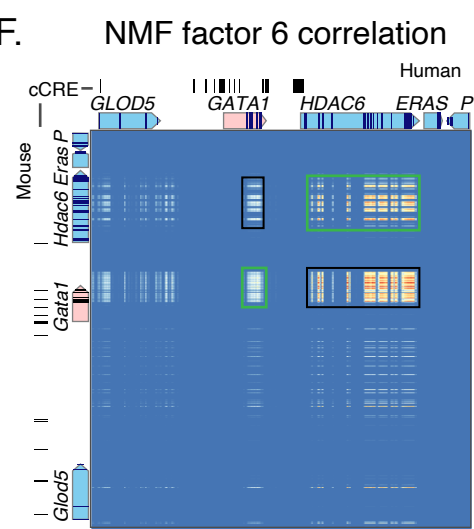 F. NMF factor 6 correlation
Human
cCRE
GLOD5 GATA1 HDAC6 ERAS P
Mouse
Hdac6 Eras P
Gata1
Glod5